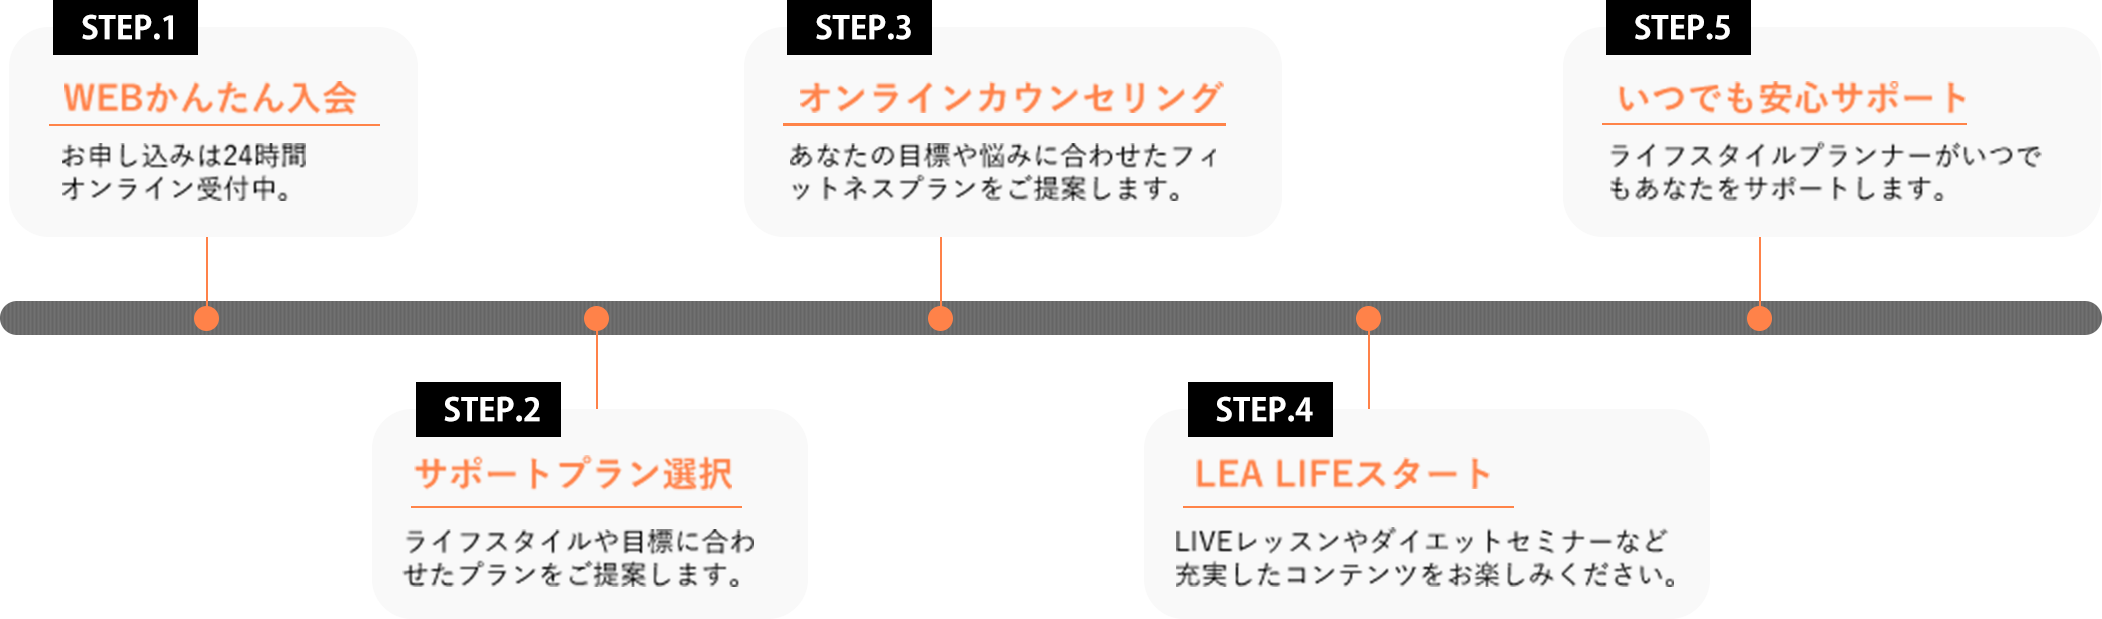 STEP.1
WEBかんたん入会
お申し込みは24時間
オンライン受付中。
STEP.2
サポートプラン選択
ライフスタイルや目標に合わ
せたプランをご提案します。
STEP.3
オンラインカウンセリング
あなたの目標や悩みに合わせたフィ
ットネスプランをご提案します。
STEP.4
LEA LIFEスタート
LIVEレッスンやダイエットセミナーなど
充実したコンテンツをお楽しみください。
STEP.5
いつでも安心サポート
ライフスタイルプランナーがいつで
もあなたをサポートします。